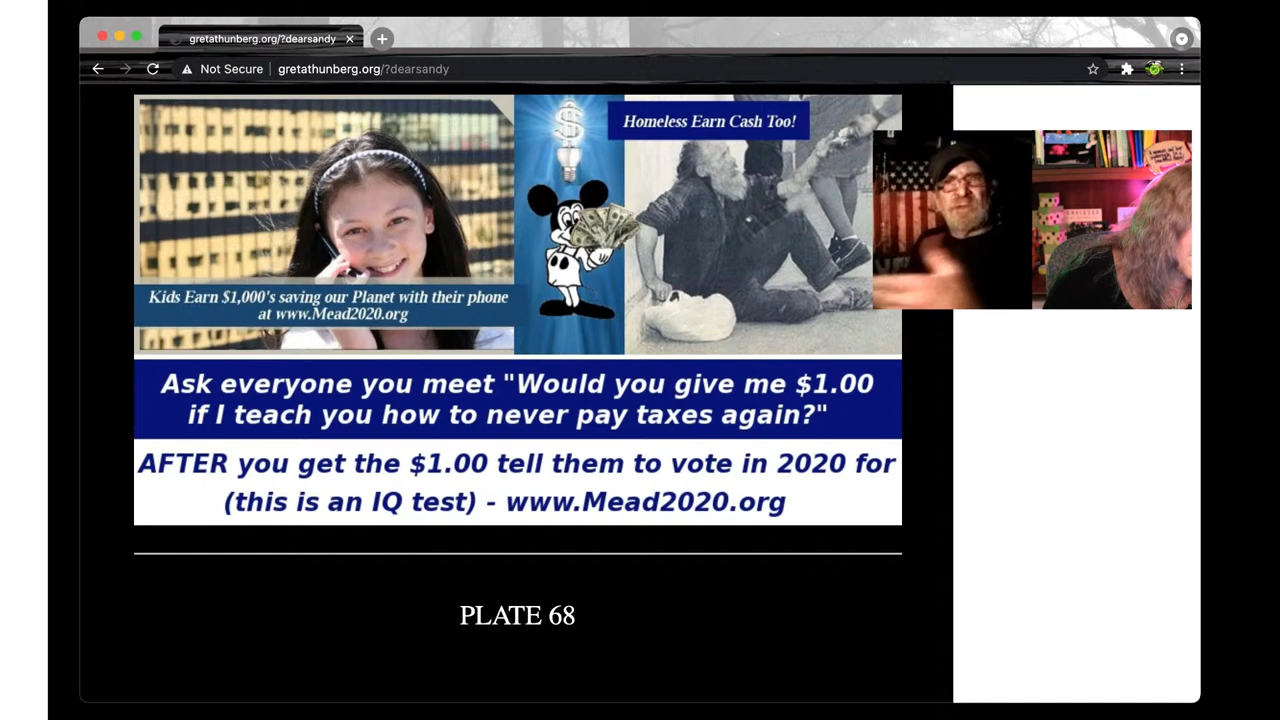 gretathunberg.org/?dearsandy
Not Secure
gretathunberg.org/?dearsandy
Homeless Earn Cash Too!
Kids Earn $1,000's saving our Planet with their phone
at www.Mead2020.org
Ask everyone you meet "Would you give me $1.00
if I teach you how to never pay taxes again?"
AFTER you get the $1.00 tell them to vote in 2020 for
(this is an IQ test) - www.Mead2020.org
PLATE 68